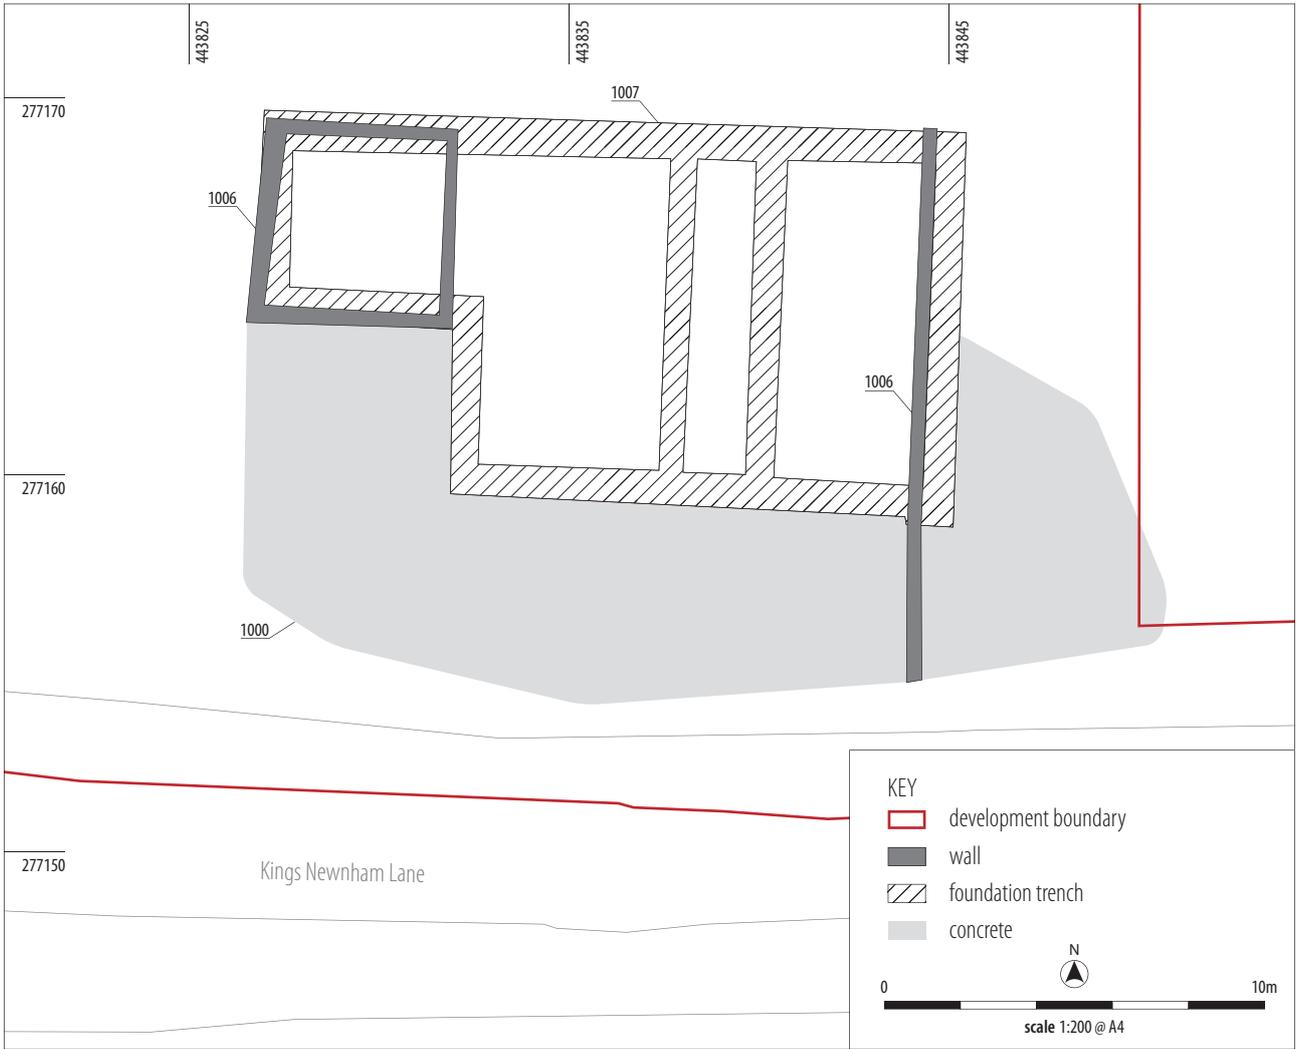 443825
443835
443845
277170
1007
1006
1006
277160
1000
277150
Kings Newnham Lane
KEY
development boundary
wall
foundation trench
concrete
N
0 10m
scale 1:200 @ A4